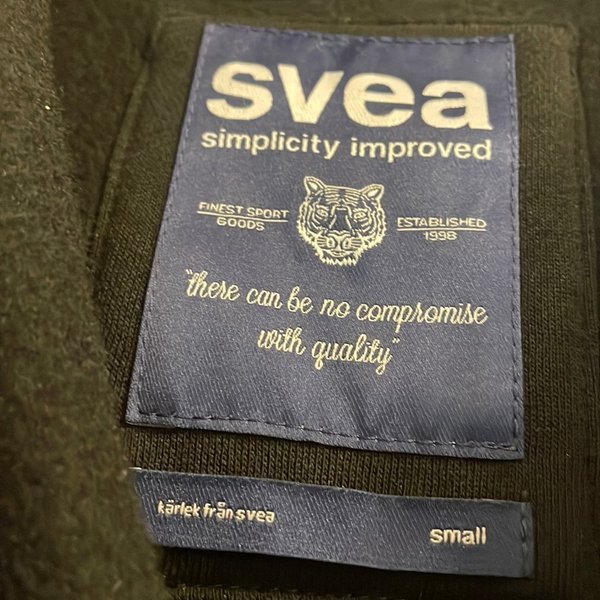 svea
simplicity improved
FINEST SPORT
GOODS
ESTABLISHED
1998
"there can be no compromise
with quality"
kärlek från svea
small